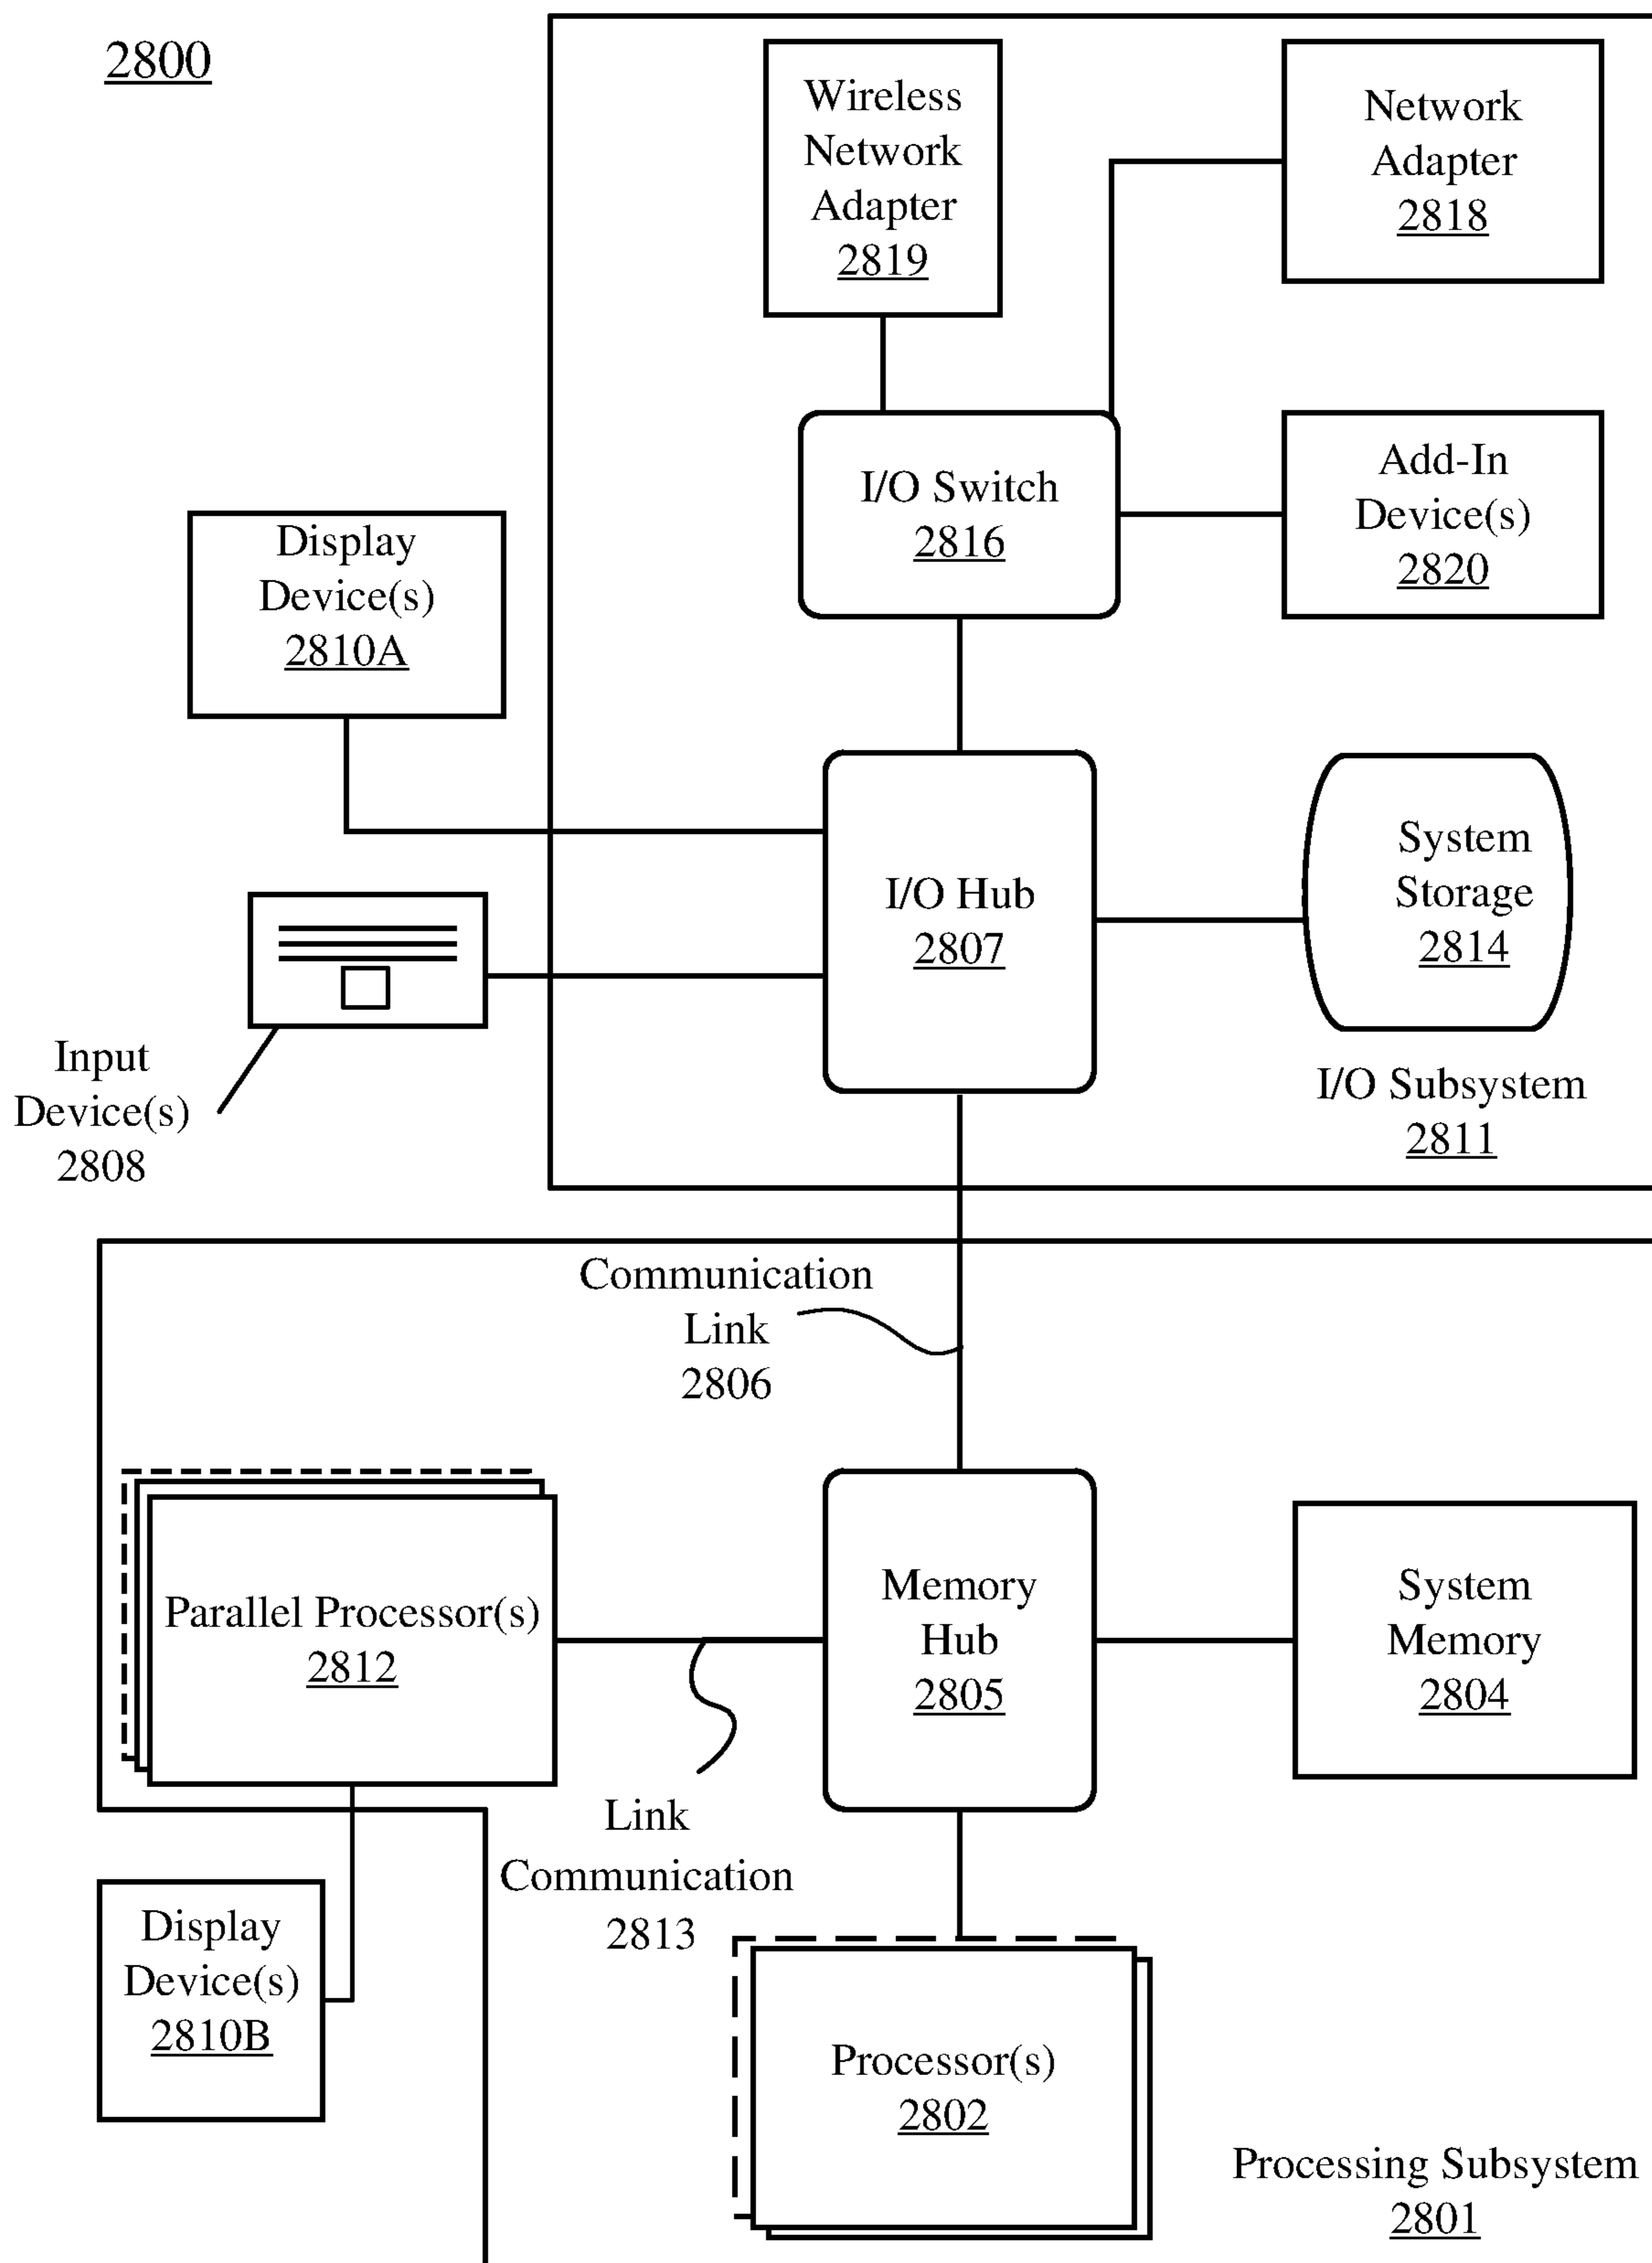 2800
Wireless
Network
Adapter
2819
Network
Adapter
2818
I/O Switch
2816
Add-In
Device(s)
2820
Display
Device(s)
2810A
I/O Hub
2807
System
Storage
2814
Input
Device(s)
2808
I/O Subsystem
2811
Communication
Link
2806
Parallel Processor(s)
2812
Memory
Hub
2805
System
Memory
2804
Link
Communication
2813
Display
Device(s)
2810B
Processor(s)
2802
Processing Subsystem
2801